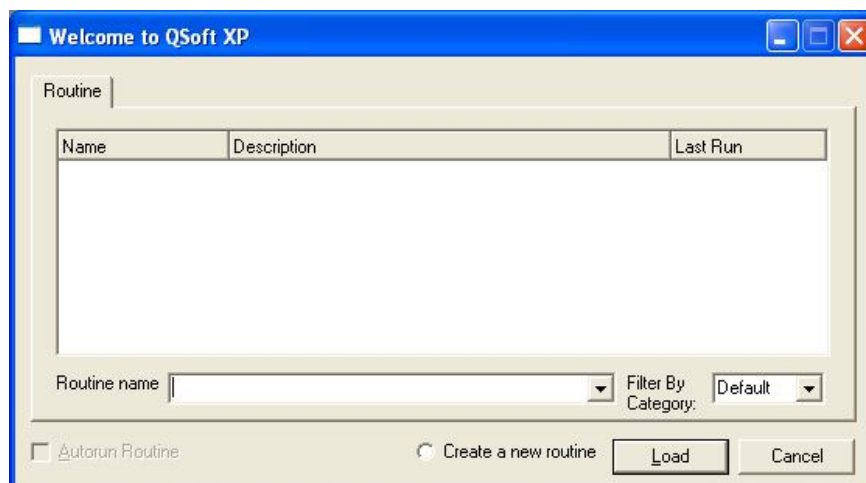 Welcome to QSoft XP
Routine
Name Description Last Run
Routine name Filter By Category: Default
Autorun Routine Create a new routine Load Cancel